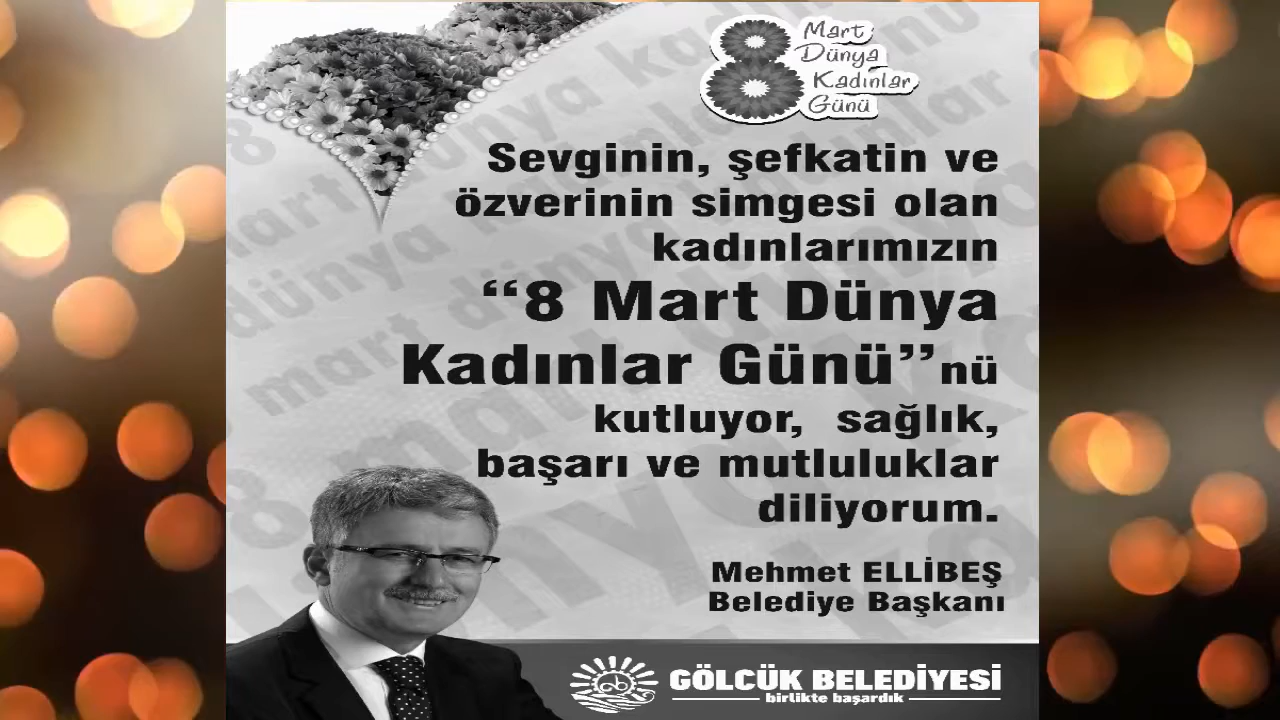 8 Mart
Dünya
Kadınlar
Günü
Sevginin, şefkatin ve
özverinin simgesi olan
kadınlarımızın
“8 Mart Dünya
Kadınlar Günü”nü
kutluyor, sağlık,
başarı ve mutluluklar
diliyorum.
Mehmet ELLİBEŞ
Belediye Başkanı
GÖLCÜK BELEDİYESİ
birlikte başardık